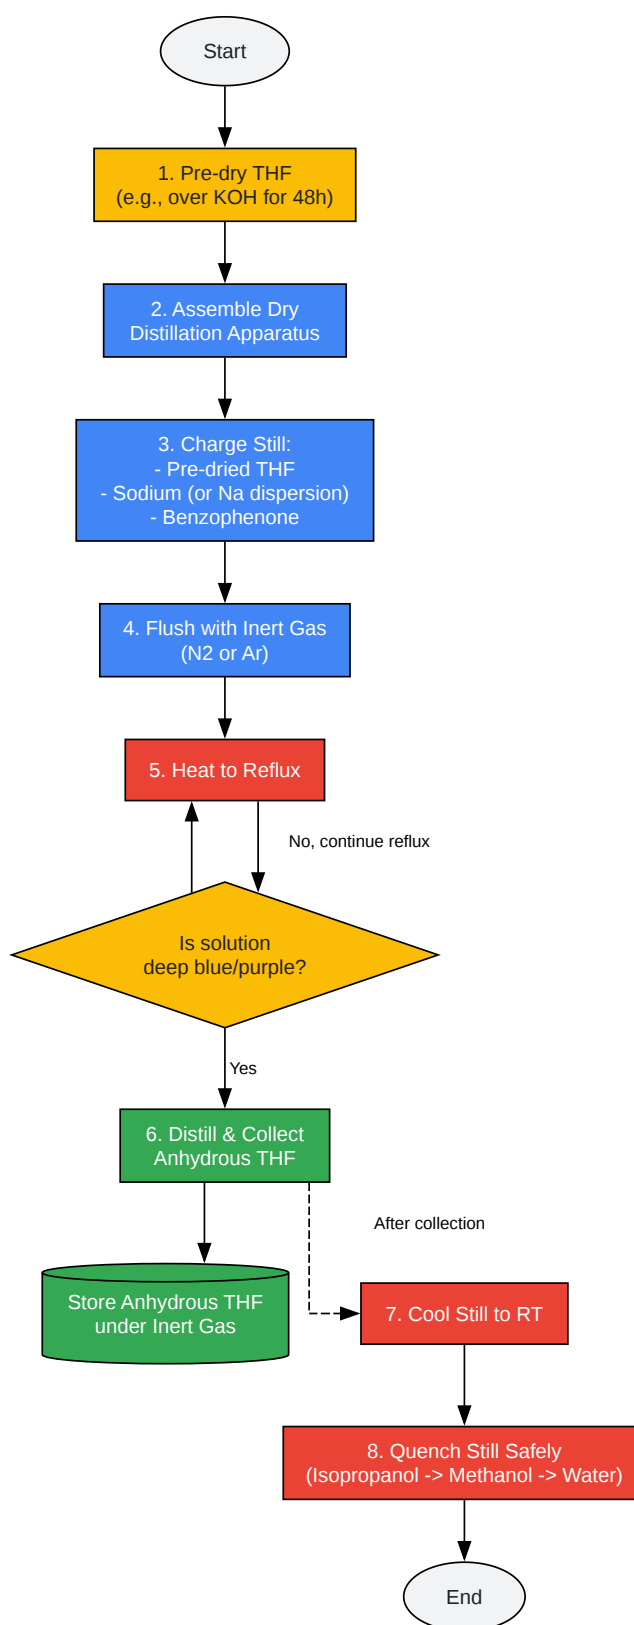 Start
1. Pre-dry THF
(e.g., over KOH for 48h)
2. Assemble Dry
Distillation Apparatus
3. Charge Still:
- Pre-dried THF
- Sodium (or Na dispersion)
- Benzophenone
4. Flush with Inert Gas
(N2 or Ar)
5. Heat to Reflux
No, continue reflux
Is solution
deep blue/purple?
Yes
6. Distill & Collect
Anhydrous THF
After collection
Store Anhydrous THF
under Inert Gas
7. Cool Still to RT
8. Quench Still Safely
(Isopropanol -> Methanol -> Water)
End